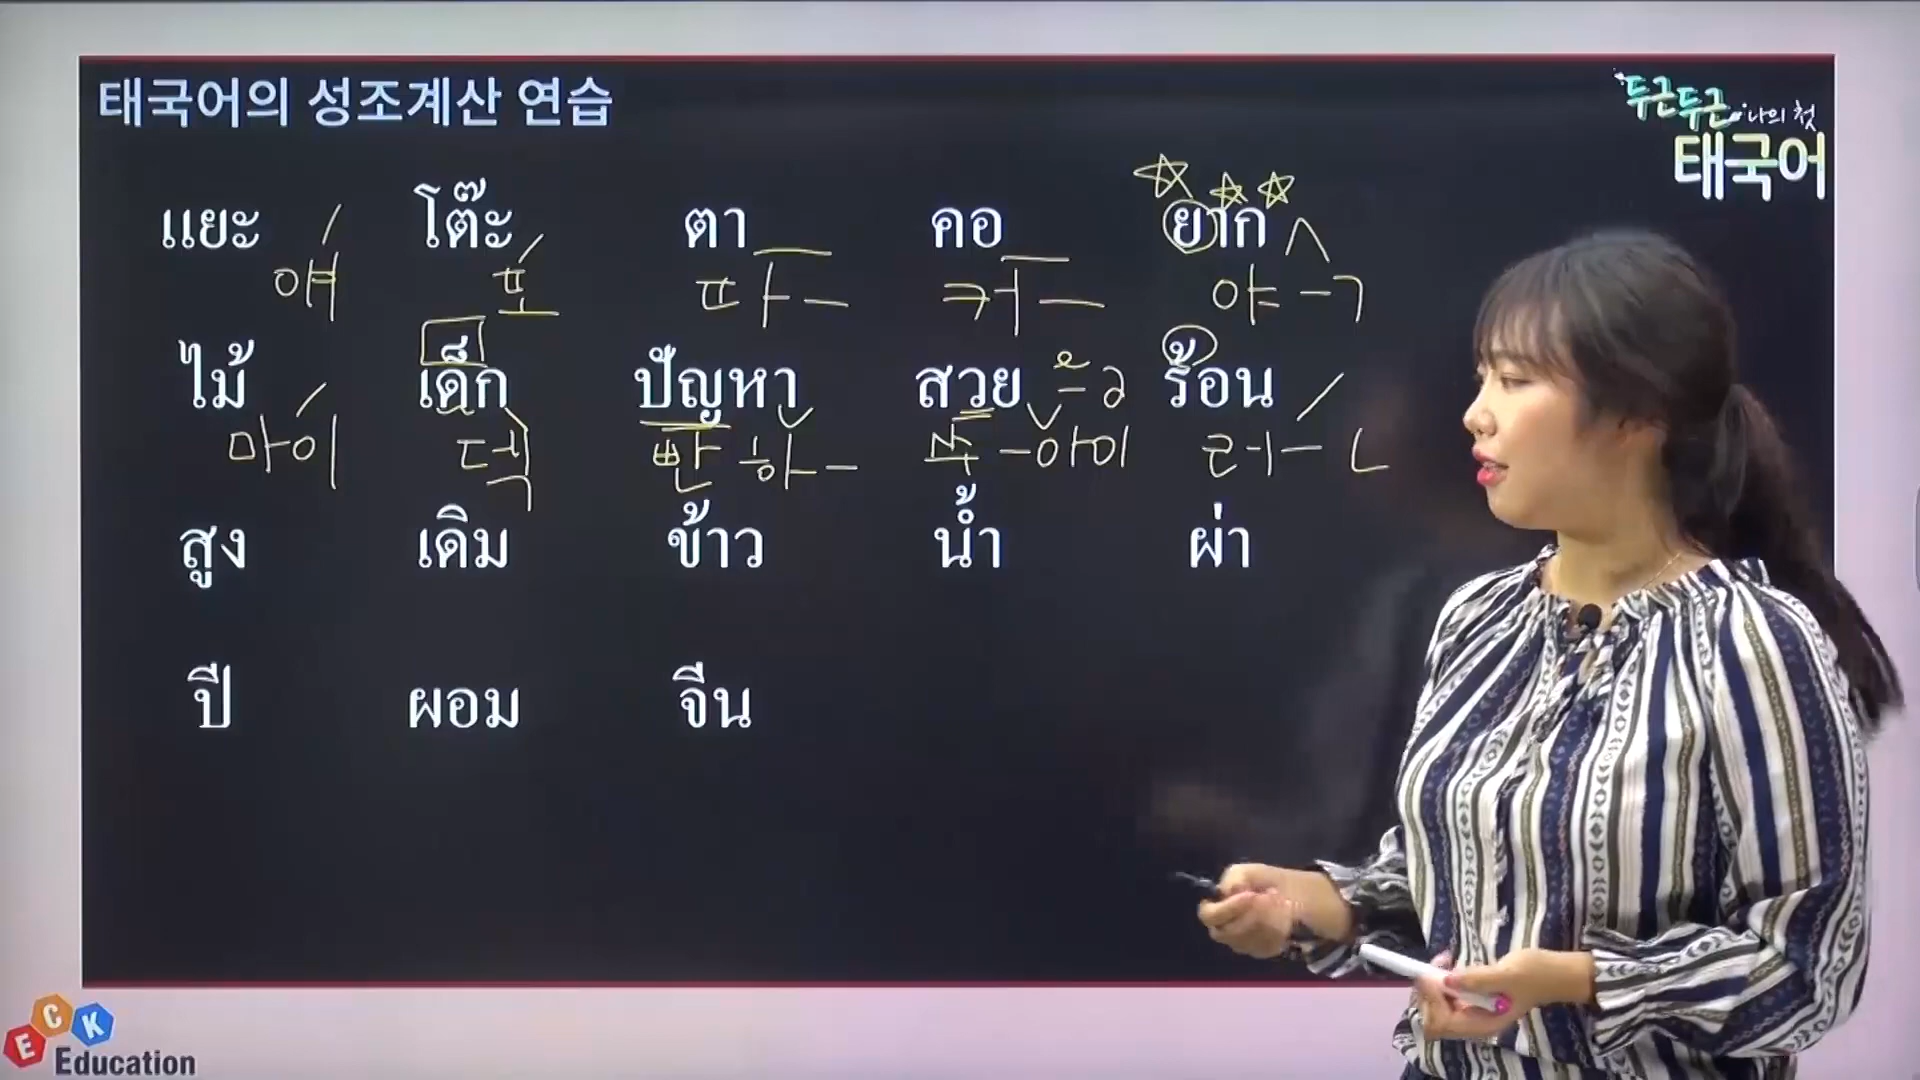 태국어의 성조계산 연습
두근두근 나의 첫
태국어
แยะ โต๊ะ ตา คอ ยาก
얘 또 따- 커- 야-ㄱ
ไม้ เด็ก ปัญหา สวย ร้อน
마이 덱 빤 하- 쑤-아이 러-ㄴ
สูง เดิม ข้าว น้ำ ผ่า
ปี ผอม จีน
ECK
Education